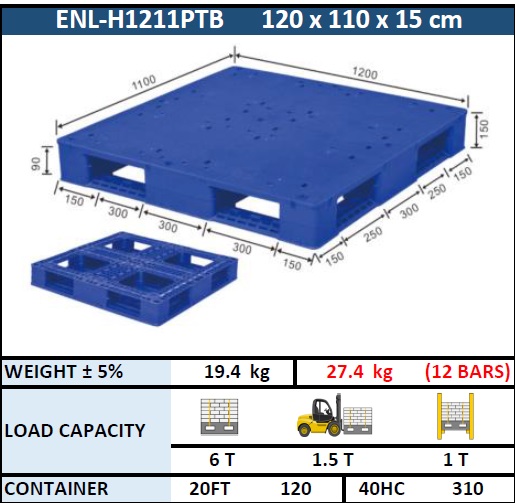 ENL-H1211PTB 120 x 110 x 15 cm
1100
1200
150
90
150
300
300
300
150
150
250
300
250
150
WEIGHT ± 5% 19.4 kg 27.4 kg (12 BARS)
LOAD CAPACITY
6 T 1.5 T 1 T
CONTAINER 20FT 120 40HC 310